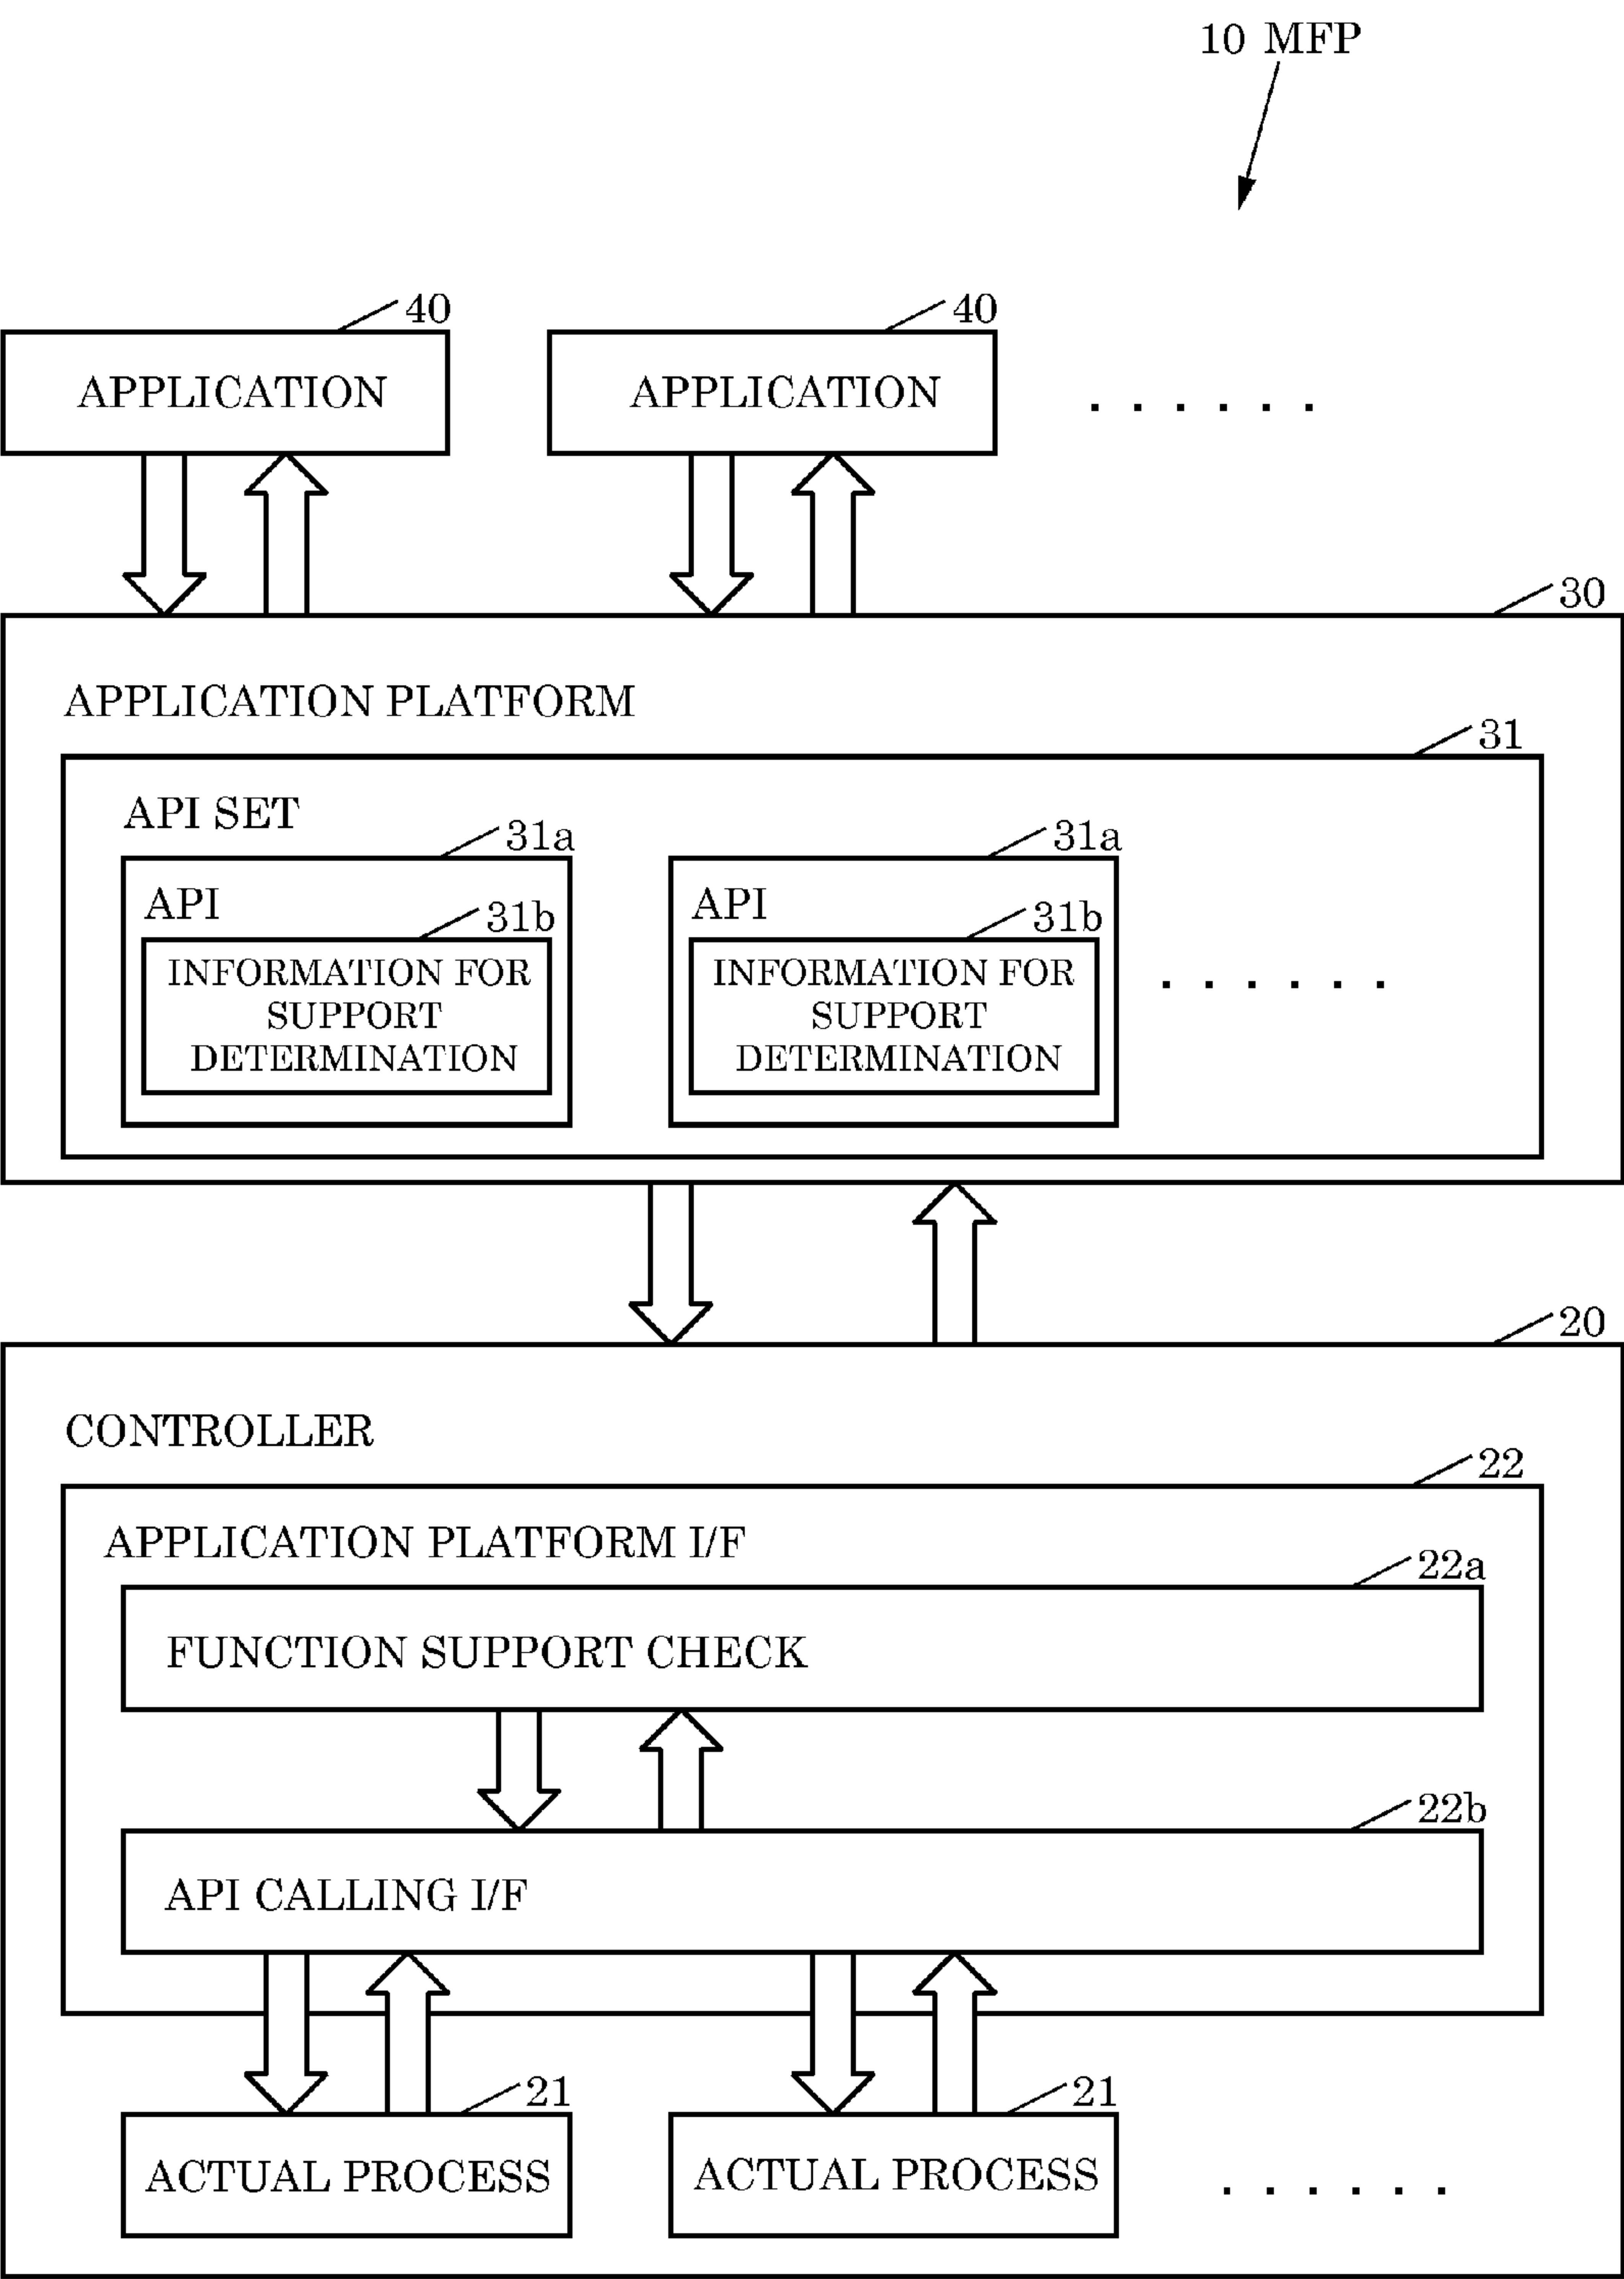 10 MFP
40
40
APPLICATION
APPLICATION
30
APPLICATION PLATFORM
31
API SET
31a
31a
API
API
31b
31b
INFORMATION FOR
SUPPORT
DETERMINATION
INFORMATION FOR
SUPPORT
DETERMINATION
20
CONTROLLER
22
APPLICATION PLATFORM I/F
22a
FUNCTION SUPPORT CHECK
22b
API CALLING I/F
21
21
ACTUAL PROCESS
ACTUAL PROCESS